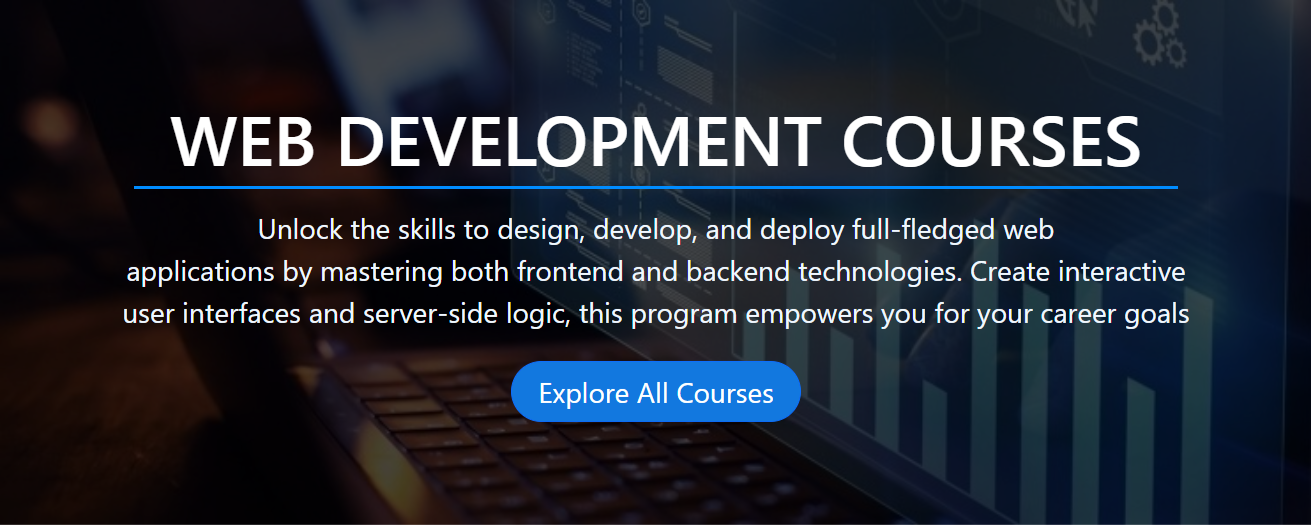 WEB DEVELOPMENT COURSES
Unlock the skills to design, develop, and deploy full-fledged web
applications by mastering both frontend and backend technologies. Create interactive
user interfaces and server-side logic, this program empowers you for your career goals
Explore All Courses